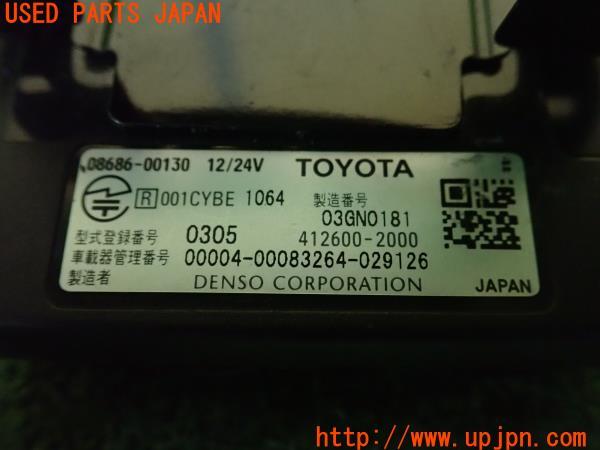 USED PARTS JAPAN
08686-00130 12/24V TOYOTA
R 001CYBE 1064 製造番号
03GN0181
型式登録番号 0305 412600-2000
車載器管理番号 00004-00083264-029126
製造者 DENSO CORPORATION JAPAN
http://www.upjpn.com/